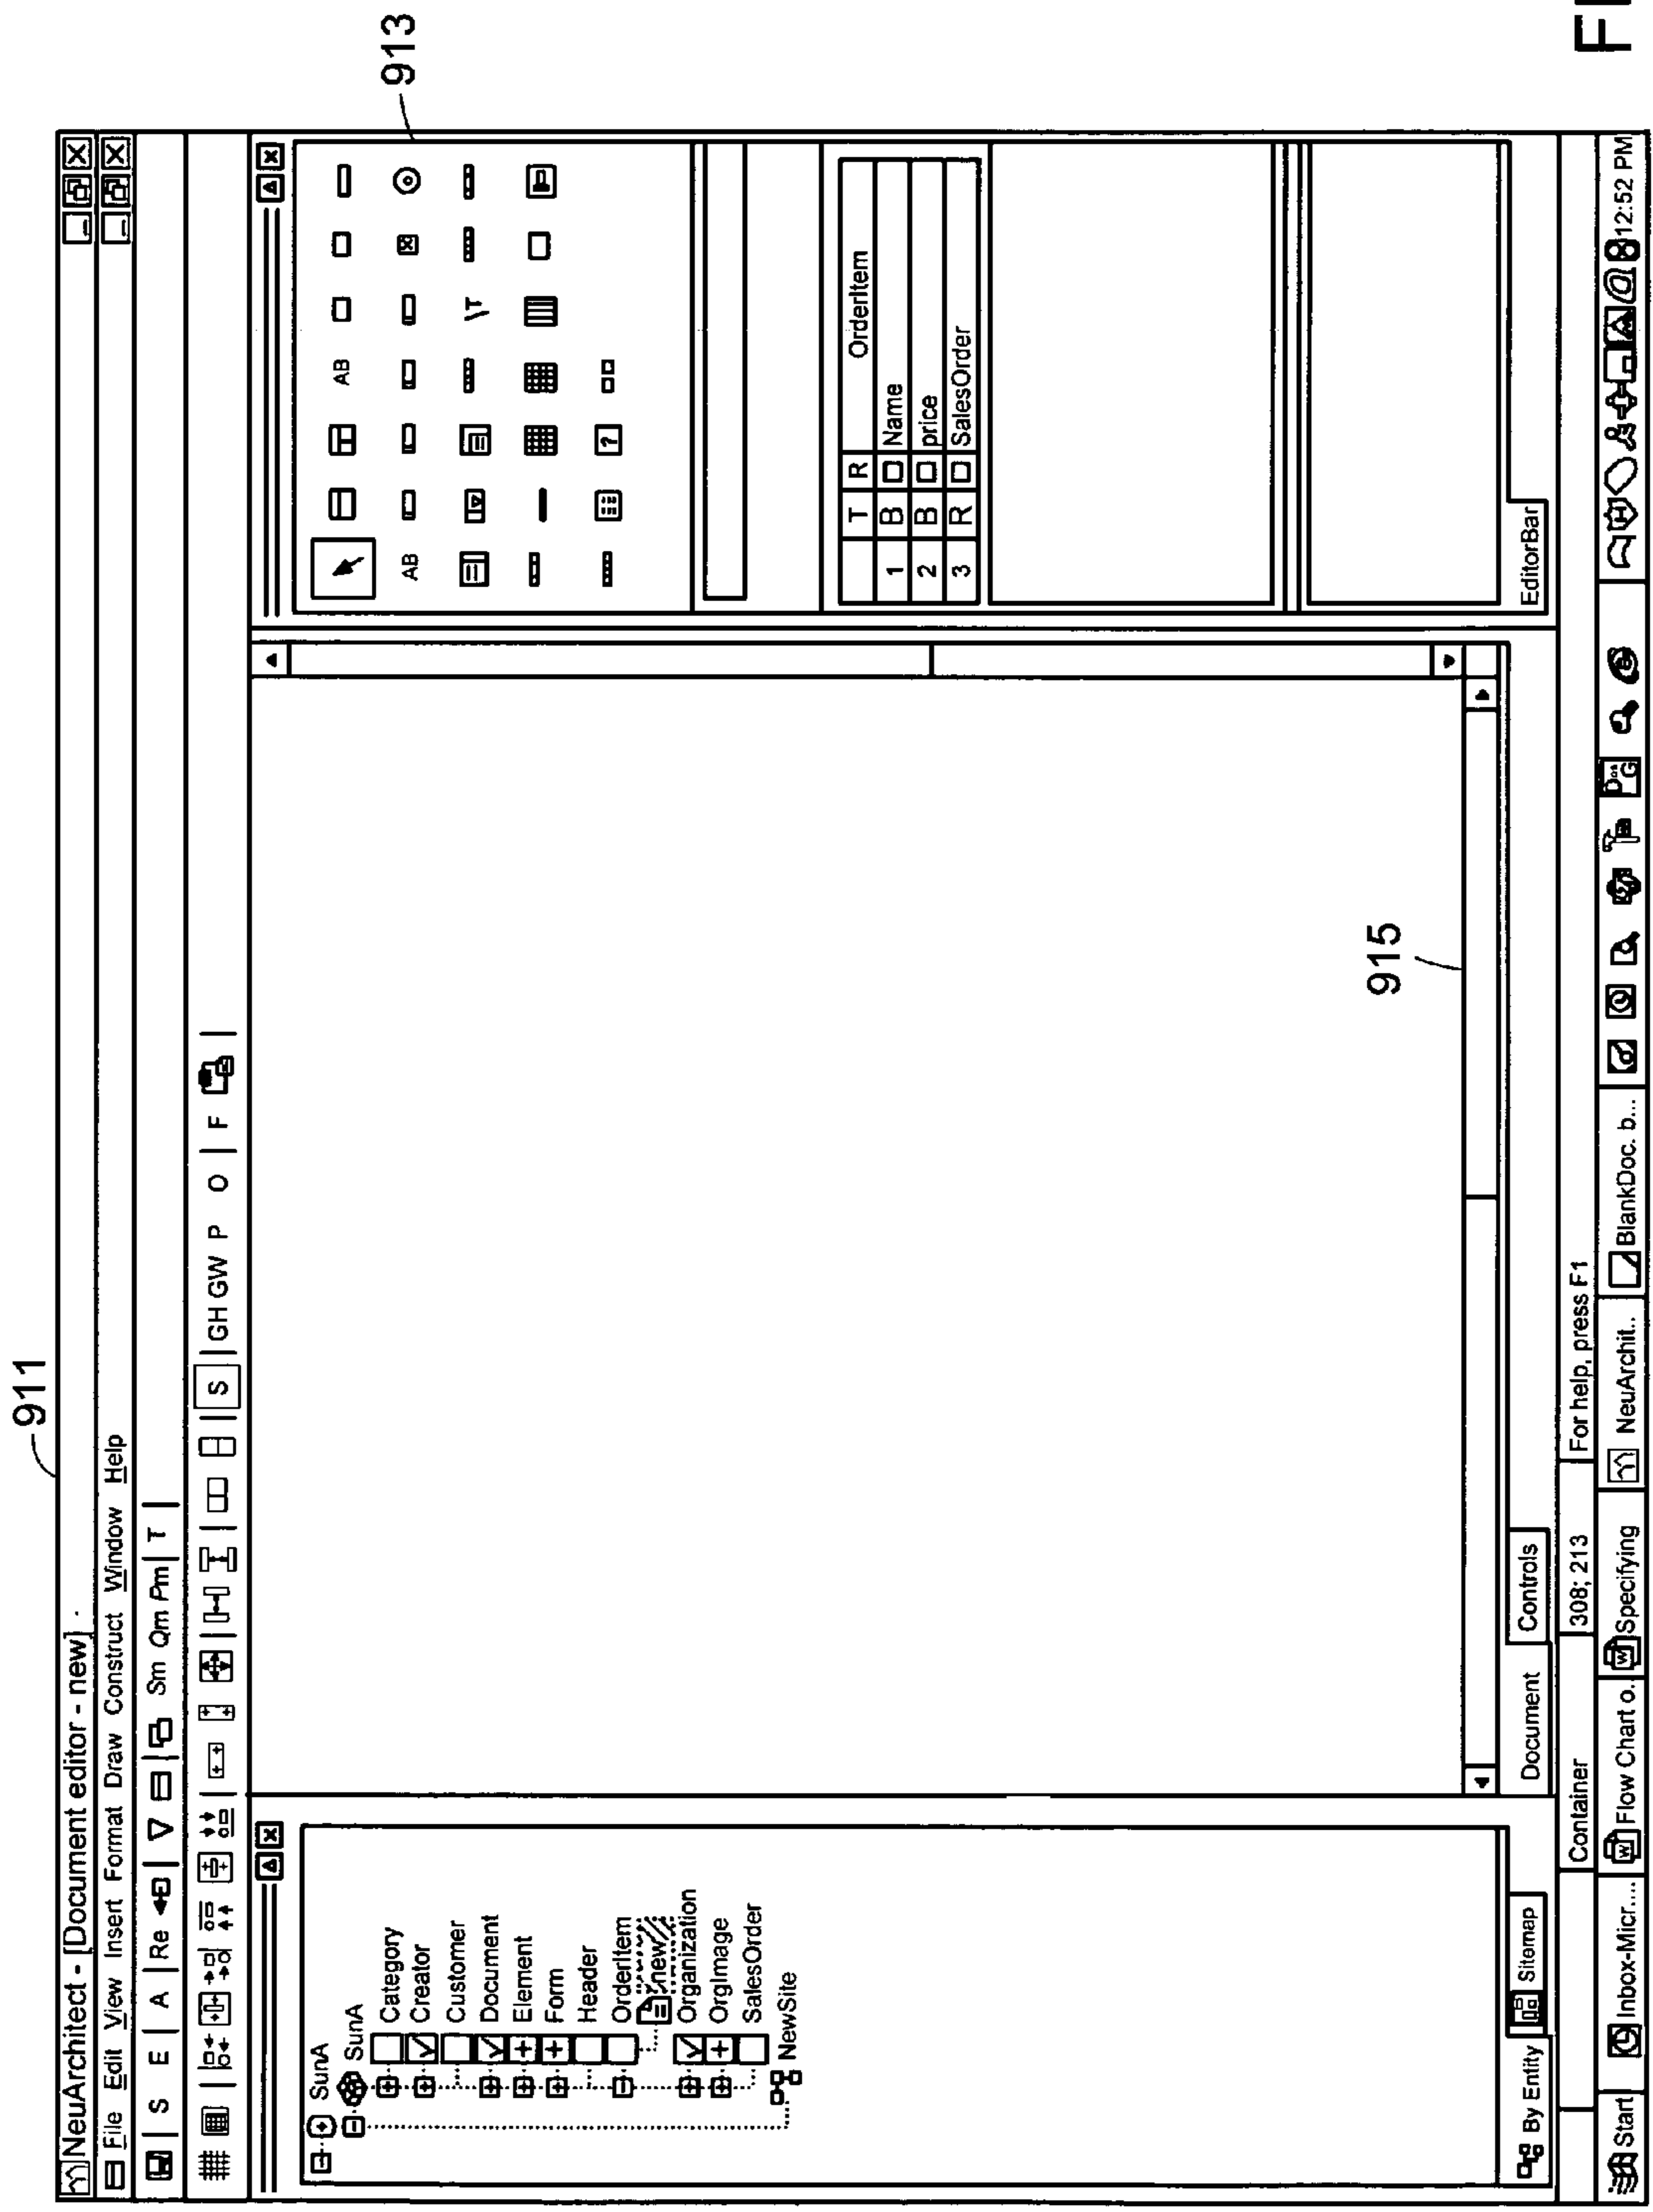 911
NeuArchitect - [Document editor - new]
File Edit View Insert Format Draw Construct Window Help
S E A Re Sm Qm Pm T
S GH GW P O F
SunA
SunA
Category
Creator
Customer
Document
Element
Form
Header
OrderItem
new
Organization
OrgImage
SalesOrder
NewSite
By Entity Sitemap
915
Document Controls
913
AB
AB
T R OrderItem
1 B Name
2 B price
3 R SalesOrder
EditorBar
Container 308; 213 For help, press F1
Start Inbox-Micr.... Flow Chart o.. Specifying NeuArchit.. BlankDoc. b... 12:52 PM